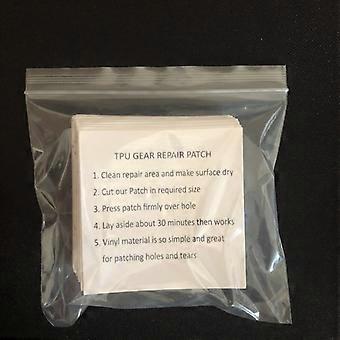 TPU GEAR REPAIR PATCH
1. Clean repair area and make surface dry
2. Cut our Patch in required size
3. Press patch firmly over hole
4. Lay aside about 30 minutes then works
5. Vinyl material is so simple and great
for patching holes and tears